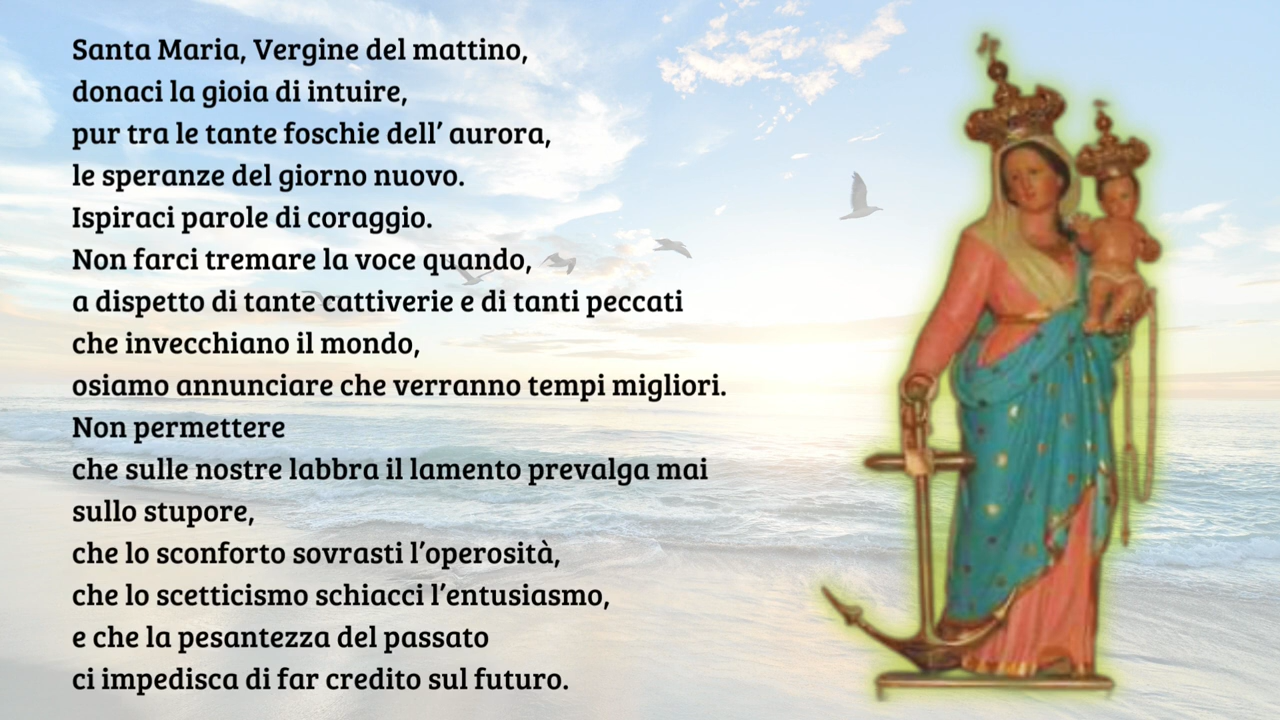 Santa Maria, Vergine del mattino,
donaci la gioia di intuire,
pur tra le tante foschie dell’ aurora,
le speranze del giorno nuovo.
Ispiraci parole di coraggio.
Non farci tremare la voce quando,
a dispetto di tante cattiverie e di tanti peccati
che invecchiano il mondo,
osiamo annunciare che verranno tempi migliori.
Non permettere
che sulle nostre labbra il lamento prevalga mai
sullo stupore,
che lo sconforto sovrasti l’operosità,
che lo scetticismo schiacci l’entusiasmo,
e che la pesantezza del passato
ci impedisca di far credito sul futuro.